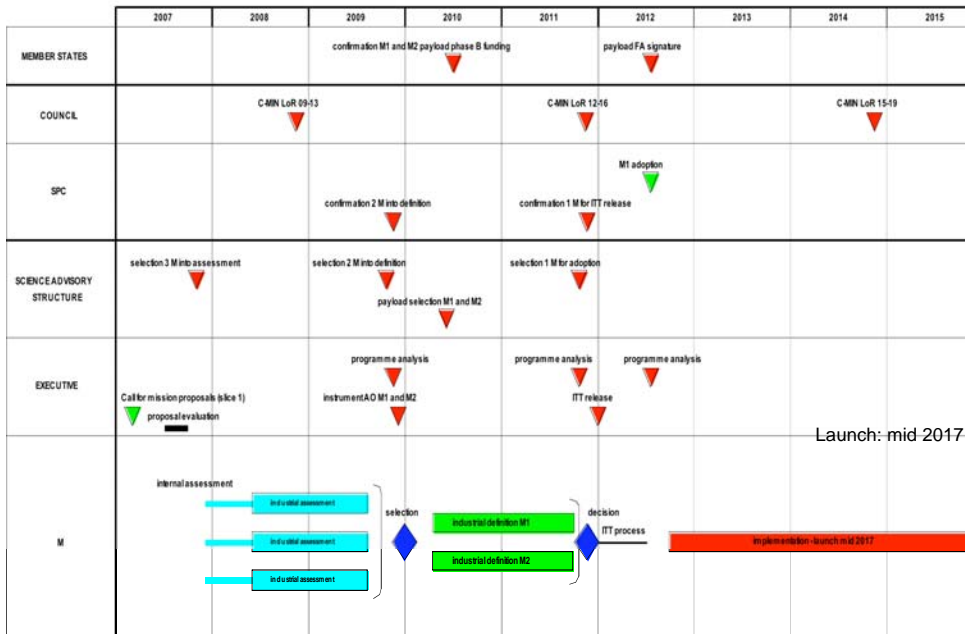 2007 2008 2009 2010 2011 2012 2013 2014 2015
MEMBER STATES
confirmation M1 and M2 payload phase B funding
payload FA signature
COUNCIL
C-MIN LoR 09-13
C-MIN LoR 12-16
C-MIN LoR 15-19
SPC
M1 adoption
confirmation 2 M into definition
confirmation 1 M for ITT release
SCIENCE ADVISORY
STRUCTURE
selection 3 M into assessment
selection 2 M into definition
selection 1 M for adoption
payload selection M1 and M2
EXECUTIVE
programme analysis
programme analysis
programme analysis
Call for mission proposals (slice 1)
instrument AO M1 and M2
ITT release
proposal evaluation
Launch: mid 2017
M
internal assessment
industrial assessment
industrial assessment
industrial assessment
selection
industrial definition M1
industrial definition M2
decision
ITT process
implementation - launch mid 2017